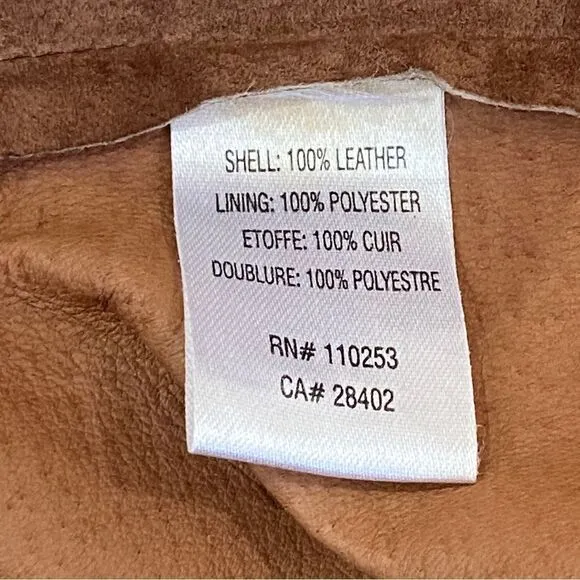 SHELL: 100% LEATHER
LINING: 100% POLYESTER
ETOFFE: 100% CUIR
DOUBLURE: 100% POLYESTRE
RN# 110253
CA# 28402